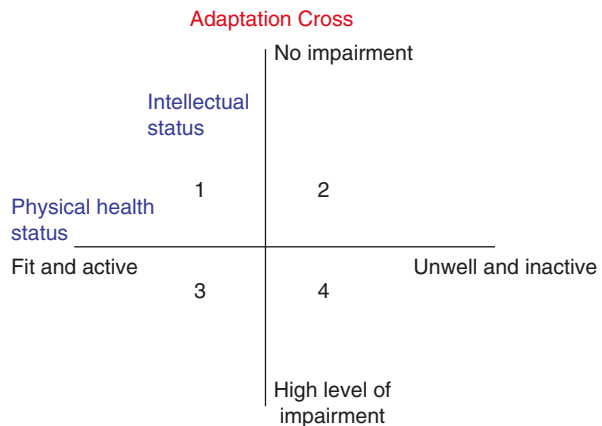 Adaptation Cross
No impairment
Intellectual
status
1
2
Physical health
status
Fit and active
Unwell and inactive
3
4
High level of
impairment